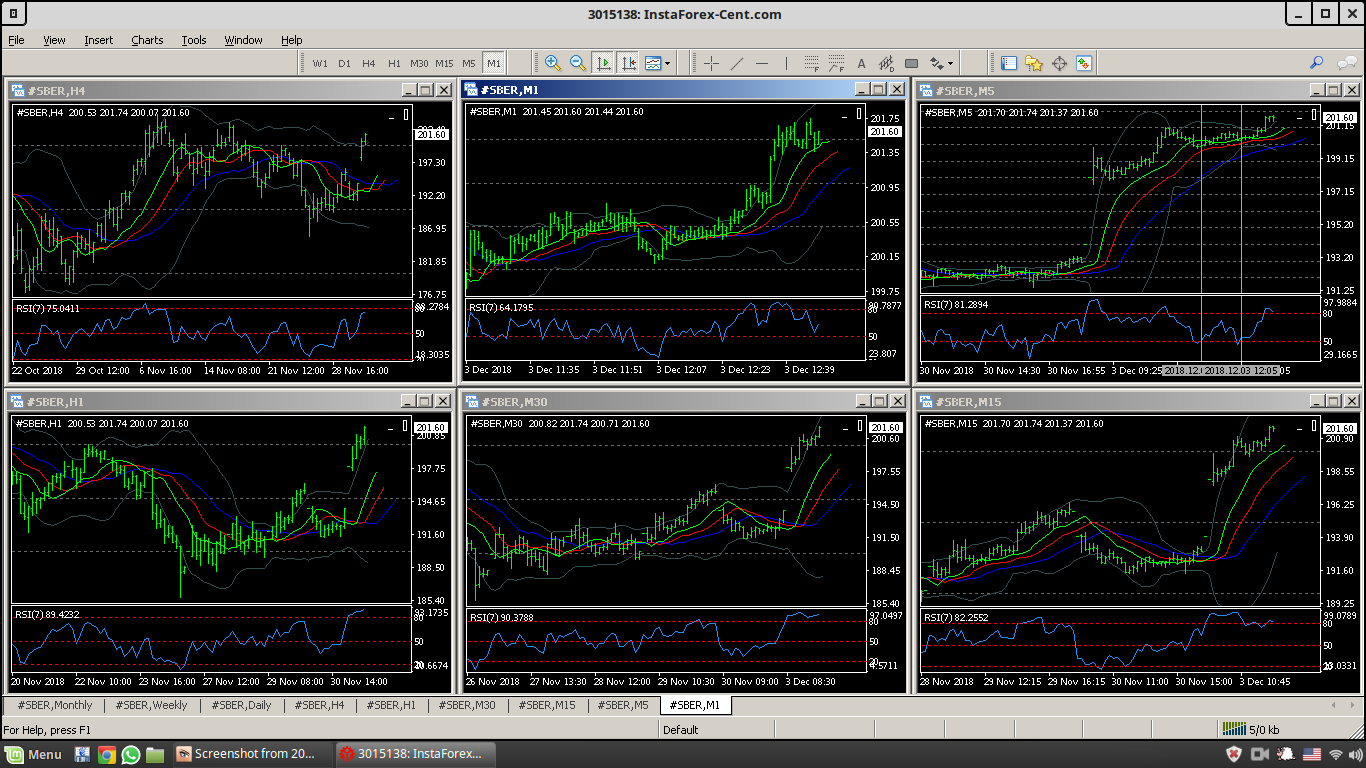 3015138: InstaForex-Cent.com
File View Insert Charts Tools Window Help
W1 D1 H4 H1 M30 M15 M5 M1
#SBER,H4
#SBER,H4 200.53 201.74 200.07 201.60
201.60
197.30
192.20
186.95
181.85
176.75
RSI(7) 75.0411
80
50
18.3035
22 Oct 2018 29 Oct 12:00 6 Nov 16:00 14 Nov 08:00 21 Nov 12:00 28 Nov 16:00
#SBER,M1
#SBER,M1 201.45 201.60 201.44 201.60
201.75
201.60
201.35
200.95
200.55
200.15
199.75
RSI(7) 64.1795
80
50
23.807
3 Dec 2018 3 Dec 11:35 3 Dec 11:51 3 Dec 12:07 3 Dec 12:23 3 Dec 12:39
#SBER,M5
#SBER,M5 201.70 201.74 201.37 201.60
201.60
201.15
199.15
197.15
195.20
193.20
191.25
RSI(7) 81.2894
97.9884
80
50
29.1665
30 Nov 2018 30 Nov 14:30 30 Nov 16:55 3 Dec 09:25 2018.12.03 12:05
#SBER,H1
#SBER,H1 200.53 201.74 200.07 201.60
201.60
200.85
197.75
194.65
191.60
188.50
185.40
RSI(7) 89.4232
93.1735
80
50
20 Nov 2018 22 Nov 10:00 23 Nov 16:00 27 Nov 12:00 29 Nov 09:00 30 Nov 14:00
#SBER,M30
#SBER,M30 200.82 201.74 200.71 201.60
201.60
200.60
197.55
194.50
191.50
188.45
185.40
RSI(7) 90.3788
97.0497
80
50
20
4.5711
26 Nov 2018 27 Nov 13:30 28 Nov 12:00 29 Nov 10:30 30 Nov 09:00 3 Dec 08:30
#SBER,M15
#SBER,M15 201.70 201.74 201.37 201.60
201.60
200.90
198.55
196.25
193.90
191.60
189.25
RSI(7) 82.2552
99.0789
80
50
28 Nov 2018 29 Nov 12:15 29 Nov 16:15 30 Nov 11:00 30 Nov 15:00 3 Dec 10:45
#SBER,Monthly #SBER,Weekly #SBER,Daily #SBER,H4 #SBER,H1 #SBER,M30 #SBER,M15 #SBER,M5 #SBER,M1
For Help, press F1 Default 5/0 kb
Menu Screenshot from 20... 3015138: InstaForex...